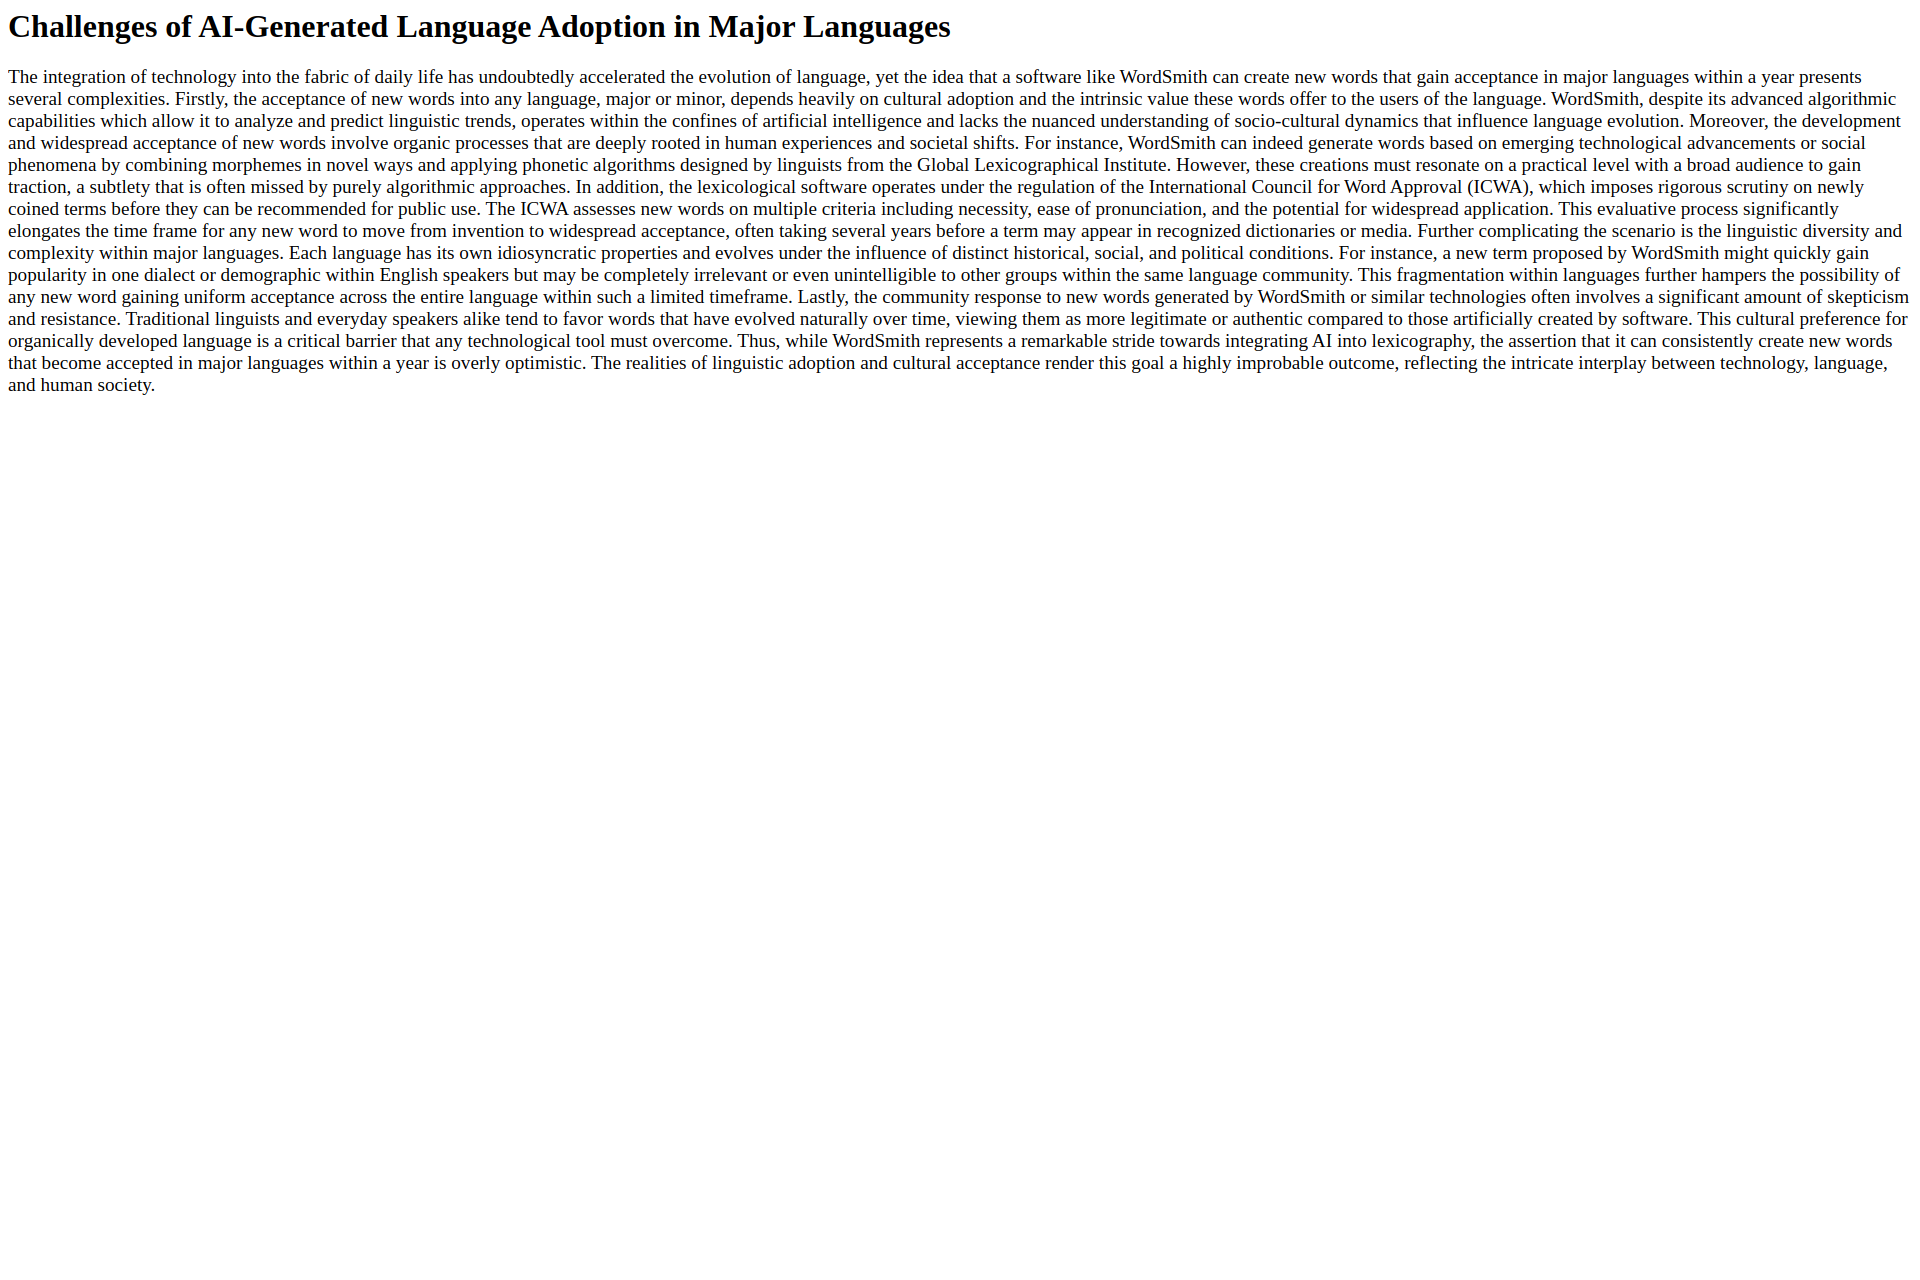 Challenges of AI-Generated Language Adoption in Major Languages
The integration of technology into the fabric of daily life has undoubtedly accelerated the evolution of language, yet the idea that a software like WordSmith can create new words that gain acceptance in major languages within a year presents
several complexities. Firstly, the acceptance of new words into any language, major or minor, depends heavily on cultural adoption and the intrinsic value these words offer to the users of the language. WordSmith, despite its advanced algorithmic
capabilities which allow it to analyze and predict linguistic trends, operates within the confines of artificial intelligence and lacks the nuanced understanding of socio-cultural dynamics that influence language evolution. Moreover, the development
and widespread acceptance of new words involve organic processes that are deeply rooted in human experiences and societal shifts. For instance, WordSmith can indeed generate words based on emerging technological advancements or social
phenomena by combining morphemes in novel ways and applying phonetic algorithms designed by linguists from the Global Lexicographical Institute. However, these creations must resonate on a practical level with a broad audience to gain
traction, a subtlety that is often missed by purely algorithmic approaches. In addition, the lexicological software operates under the regulation of the International Council for Word Approval (ICWA), which imposes rigorous scrutiny on newly
coined terms before they can be recommended for public use. The ICWA assesses new words on multiple criteria including necessity, ease of pronunciation, and the potential for widespread application. This evaluative process significantly
elongates the time frame for any new word to move from invention to widespread acceptance, often taking several years before a term may appear in recognized dictionaries or media. Further complicating the scenario is the linguistic diversity and
complexity within major languages. Each language has its own idiosyncratic properties and evolves under the influence of distinct historical, social, and political conditions. For instance, a new term proposed by WordSmith might quickly gain
popularity in one dialect or demographic within English speakers but may be completely irrelevant or even unintelligible to other groups within the same language community. This fragmentation within languages further hampers the possibility of
any new word gaining uniform acceptance across the entire language within such a limited timeframe. Lastly, the community response to new words generated by WordSmith or similar technologies often involves a significant amount of skepticism
and resistance. Traditional linguists and everyday speakers alike tend to favor words that have evolved naturally over time, viewing them as more legitimate or authentic compared to those artificially created by software. This cultural preference for
organically developed language is a critical barrier that any technological tool must overcome. Thus, while WordSmith represents a remarkable stride towards integrating AI into lexicography, the assertion that it can consistently create new words
that become accepted in major languages within a year is overly optimistic. The realities of linguistic adoption and cultural acceptance render this goal a highly improbable outcome, reflecting the intricate interplay between technology, language,
and human society.